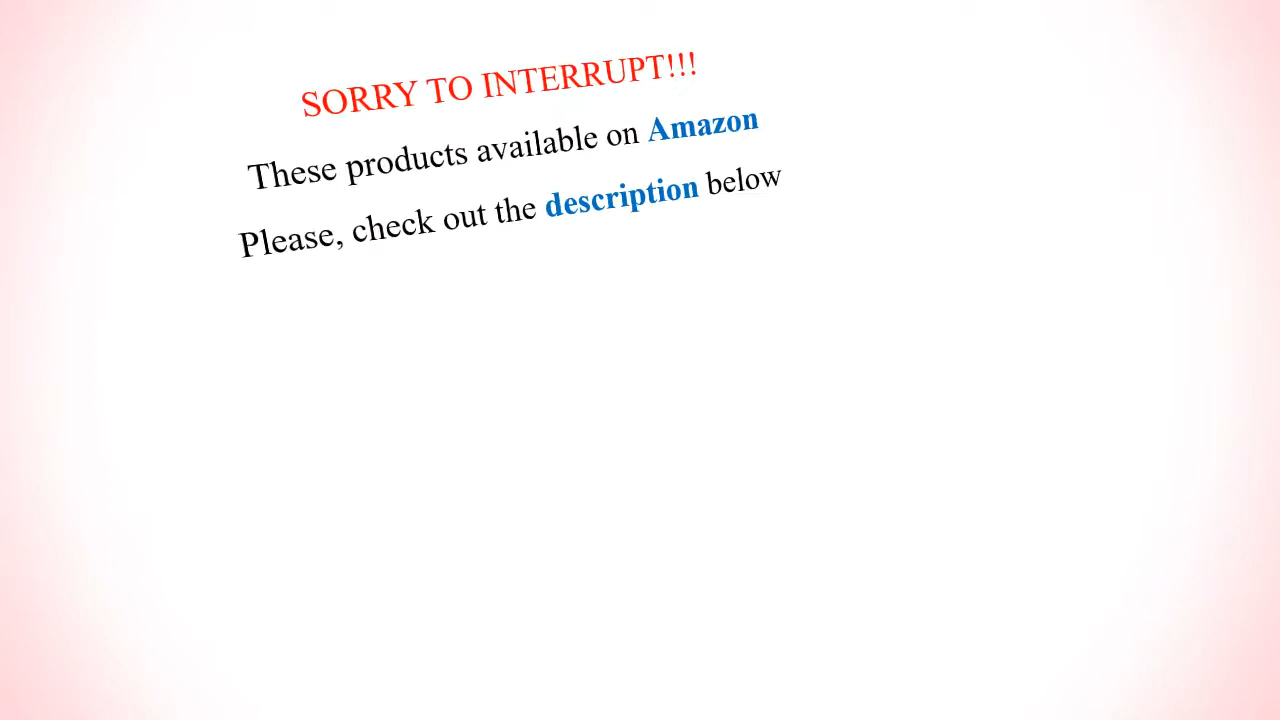 SORRY TO INTERRUPT!!!
These products available on Amazon
Please, check out the description below